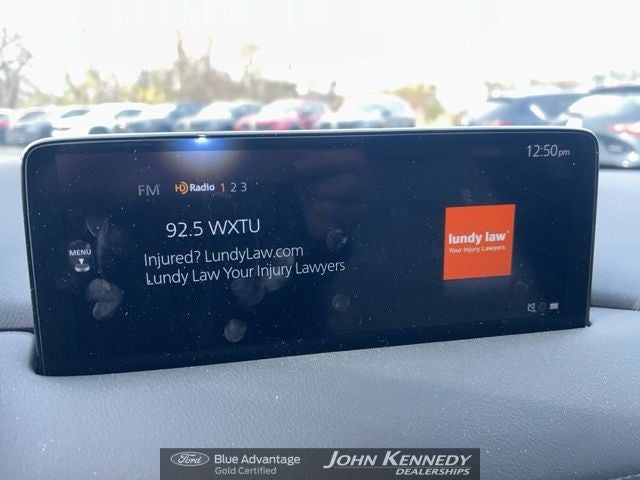 12:50pm
FM HD Radio 1 2 3
92.5 WXTU
MENU
Injured? LundyLaw.com
Lundy Law Your Injury Lawyers
lundy law
Your Injury Lawyers
Ford Blue Advantage
Gold Certified
JOHN KENNEDY
DEALERSHIPS